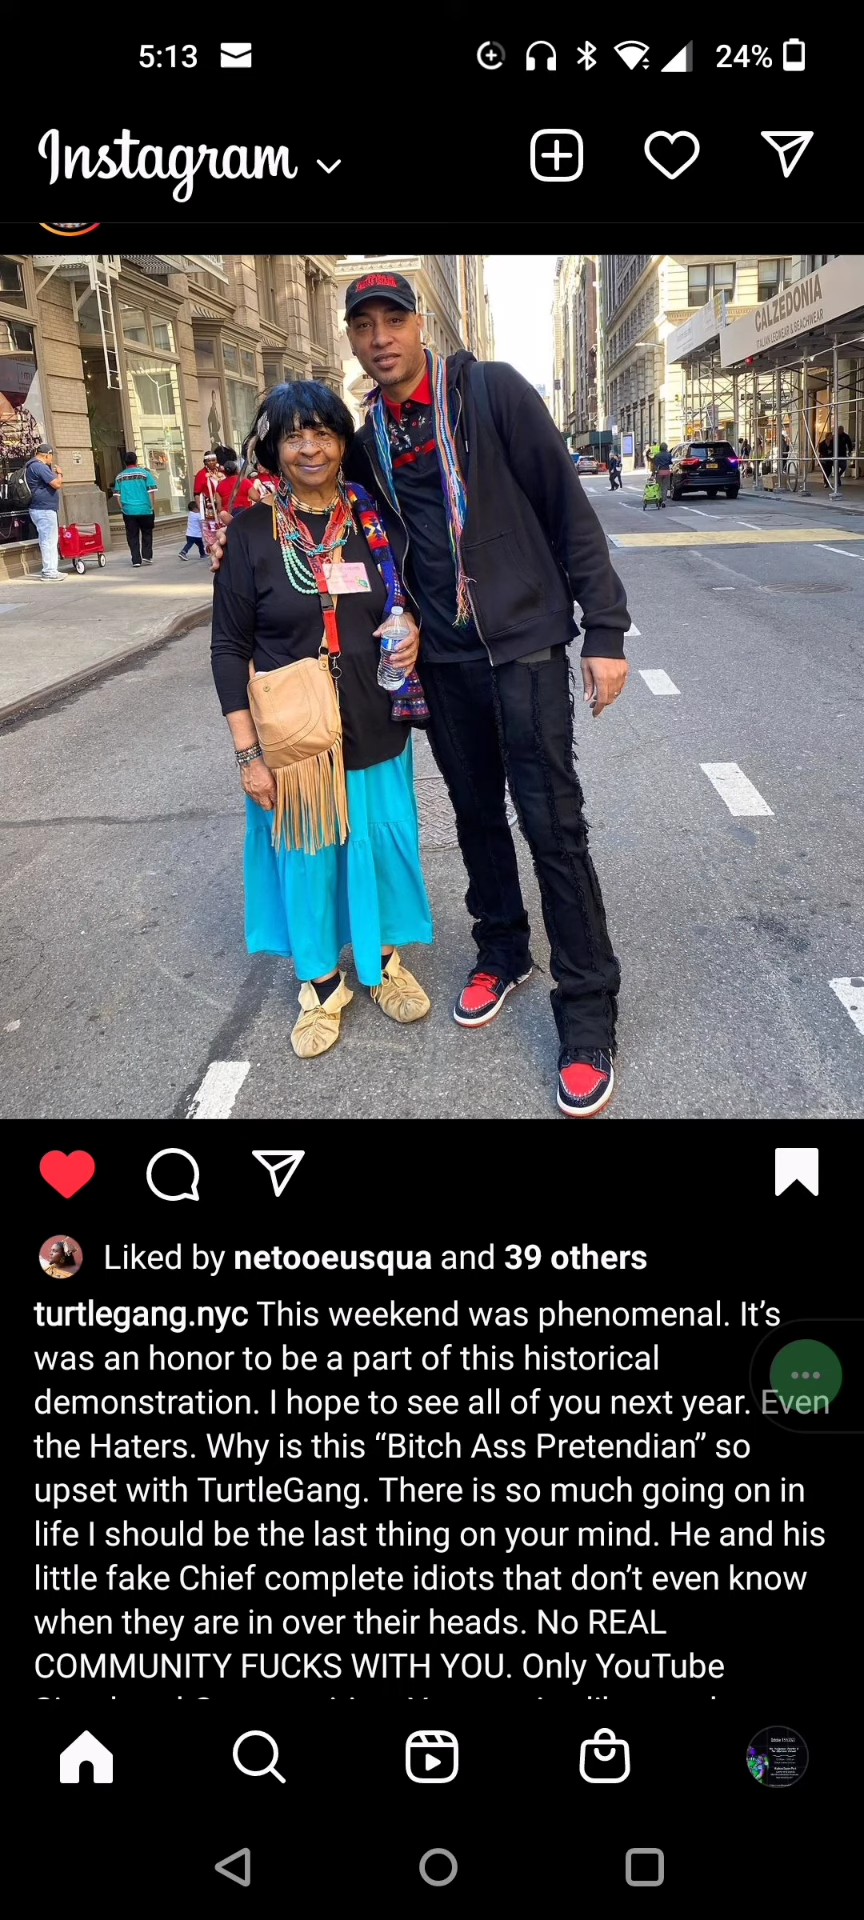 5:13 24%
Instagram
CALZEDONIA
ITALIAN LEGWEAR & BEACHWEAR
Liked by netooeusqua and 39 others
turtlegang.nyc This weekend was phenomenal. It’s
was an honor to be a part of this historical
demonstration. I hope to see all of you next year. Even
the Haters. Why is this “Bitch Ass Pretendian” so
upset with TurtleGang. There is so much going on in
life I should be the last thing on your mind. He and his
little fake Chief complete idiots that don’t even know
when they are in over their heads. No REAL
COMMUNITY FUCKS WITH YOU. Only YouTube